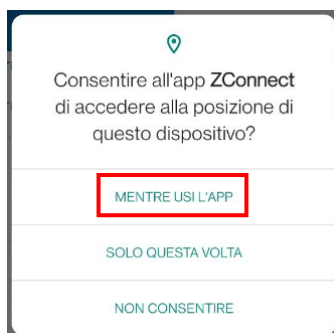 Consentire all'app ZConnect
di accedere alla posizione di
questo dispositivo?
MENTRE USI L'APP
SOLO QUESTA VOLTA
NON CONSENTIRE